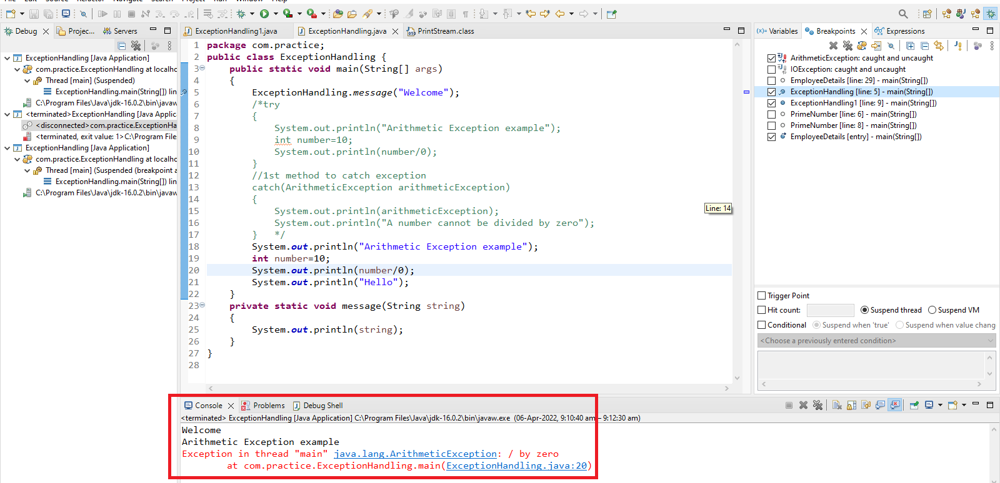 File Edit Source Refactor Navigate Search Project Run Window Help
Debug Projec... Servers
ExceptionHandling [Java Application]
com.practice.ExceptionHandling at localho
Thread [main] (Suspended)
ExceptionHandling.main(String[]) lin
C:\Program Files\Java\jdk-16.0.2\bin\javaw
<terminated>ExceptionHandling [Java Applic
<disconnected>com.practice.ExceptionHa
<terminated, exit value: 1>C:\Program Files
ExceptionHandling [Java Application]
com.practice.ExceptionHandling at localho
Thread [main] (Suspended (breakpoint a
ExceptionHandling.main(String[]) lin
C:\Program Files\Java\jdk-16.0.2\bin\javaw
ExceptionHandling1.java ExceptionHandling.java PrintStream.class
1 package com.practice;
2 public class ExceptionHandling {
3 public static void main(String[] args)
4 {
5 ExceptionHandling.message("Welcome");
6 /*try
7 {
8 System.out.println("Arithmetic Exception example");
9 int number=10;
10 System.out.println(number/0);
11 }
12 //1st method to catch exception
13 catch(ArithmeticException arithmeticException)
14 {
15 System.out.println(arithmeticException);
16 System.out.println("A number cannot be divided by zero");
17 } */
18 System.out.println("Arithmetic Exception example");
19 int number=10;
20 System.out.println(number/0);
21 System.out.println("Hello");
22 }
23 private static void message(String string)
24 {
25 System.out.println(string);
26 }
27 }
28
Line: 14
(x)= Variables Breakpoints Expressions
ArithmeticException: caught and uncaught
IOException: caught and uncaught
EmployeeDetails [line: 29] - main(String[])
ExceptionHandling [line: 5] - main(String[])
ExceptionHandling1 [line: 9] - main(String[])
PrimeNumber [line: 6] - main(String[])
PrimeNumber [line: 8] - main(String[])
EmployeeDetails [entry] - main(String[])
Trigger Point
Hit count: Suspend thread Suspend VM
Conditional Suspend when 'true' Suspend when value chang
<Choose a previously entered condition>
Console Problems Debug Shell
<terminated> ExceptionHandling [Java Application] C:\Program Files\Java\jdk-16.0.2\bin\javaw.exe (06-Apr-2022, 9:10:40 am – 9:12:30 am)
Welcome
Arithmetic Exception example
Exception in thread "main" java.lang.ArithmeticException: / by zero
at com.practice.ExceptionHandling.main(ExceptionHandling.java:20)